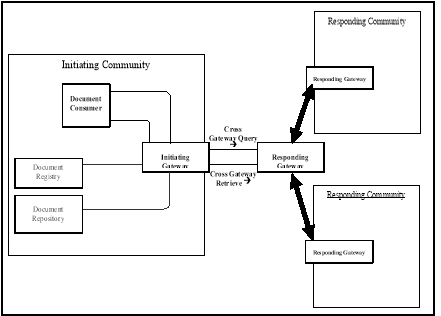 Responding Community
Responding Gateway
Initiating Community
Document
Consumer
Cross
Gateway Query
→
Initiating
Gateway
Responding
Gateway
Document
Registry
Cross Gateway
Retrieve →
Document
Repository
Responding Community
Responding Gateway